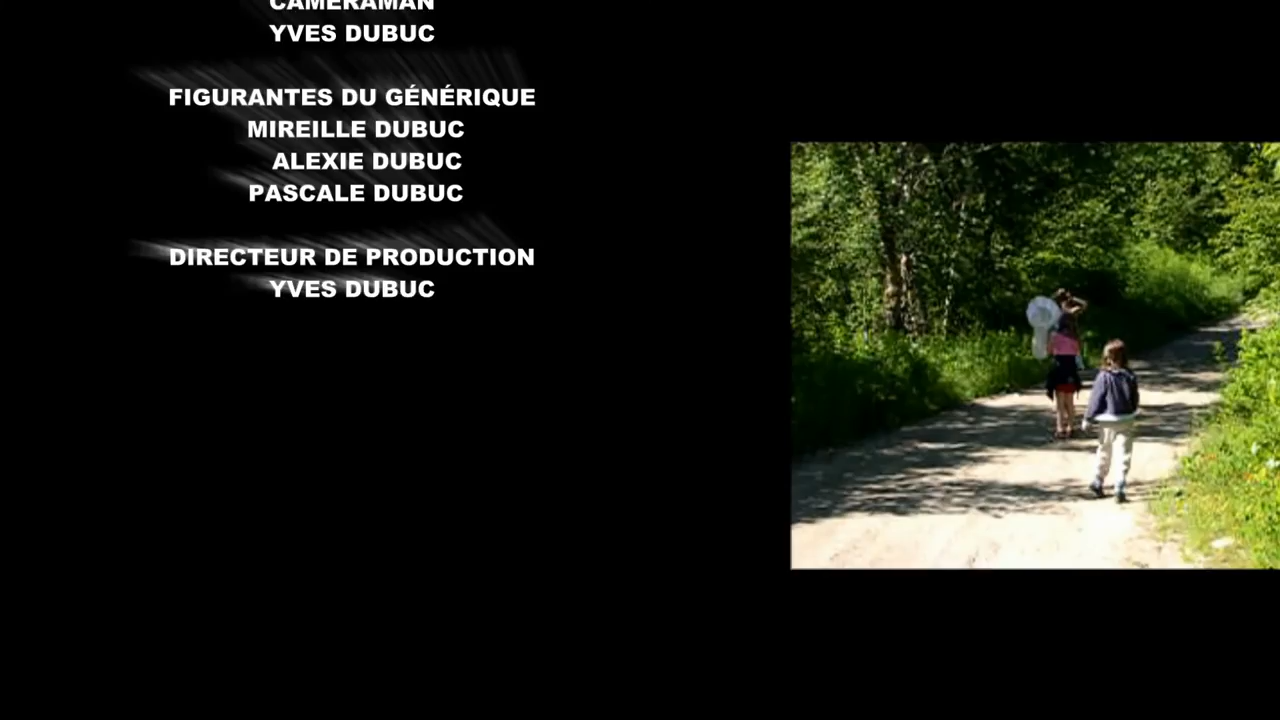 CAMERAMAN
YVES DUBUC
FIGURANTES DU GÉNÉRIQUE
MIREILLE DUBUC
ALEXIE DUBUC
PASCALE DUBUC
DIRECTEUR DE PRODUCTION
YVES DUBUC